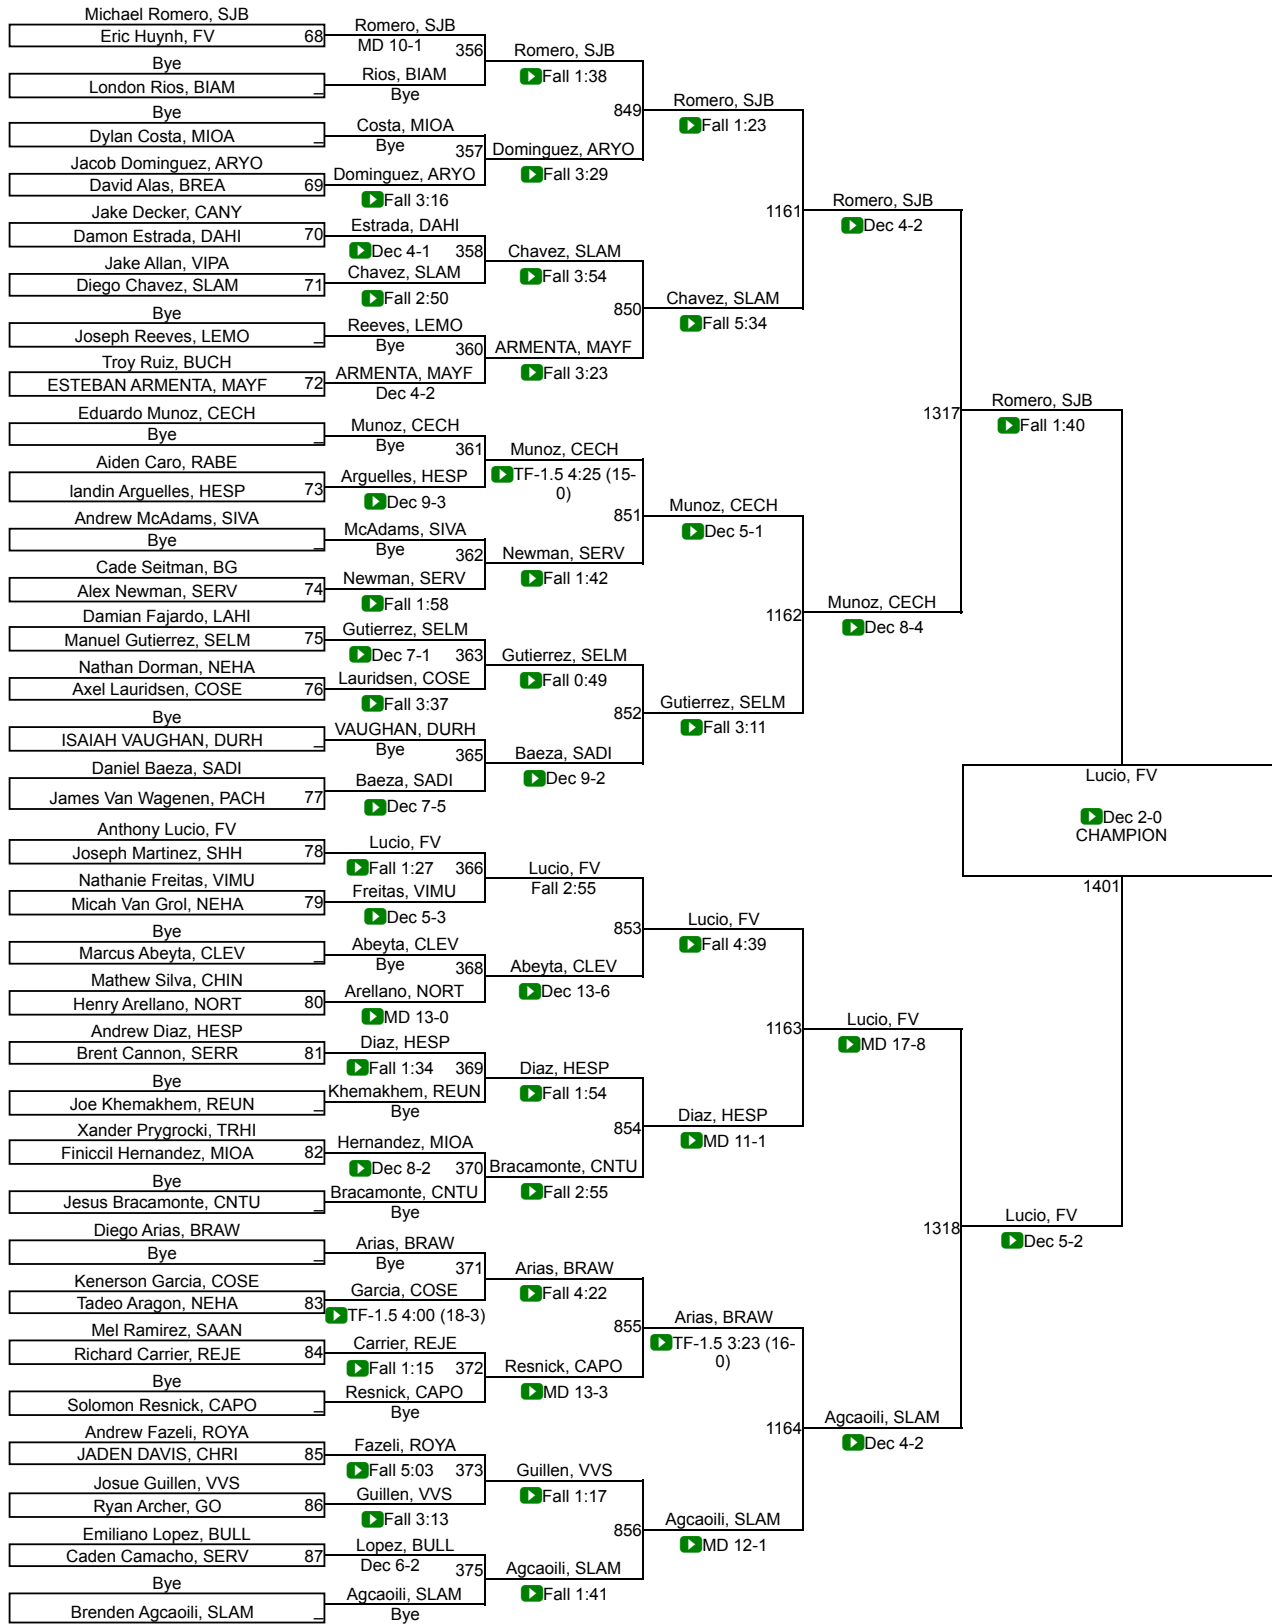 Michael Romero, SJB
Eric Huynh, FV 68
Bye
London Rios, BIAM _
Bye
Dylan Costa, MIOA _
Jacob Dominguez, ARYO
David Alas, BREA 69
Jake Decker, CANY
Damon Estrada, DAHI 70
Jake Allan, VIPA
Diego Chavez, SLAM 71
Bye
Joseph Reeves, LEMO _
Troy Ruiz, BUCH
ESTEBAN ARMENTA, MAYF 72
Eduardo Munoz, CECH
Bye _
Aiden Caro, RABE
landin Arguelles, HESP 73
Andrew McAdams, SIVA
Bye _
Cade Seitman, BG
Alex Newman, SERV 74
Damian Fajardo, LAHI
Manuel Gutierrez, SELM 75
Nathan Dorman, NEHA
Axel Lauridsen, COSE 76
Bye
ISAIAH VAUGHAN, DURH _
Daniel Baeza, SADI
James Van Wagenen, PACH 77
Anthony Lucio, FV
Joseph Martinez, SHH 78
Nathanie Freitas, VIMU
Micah Van Grol, NEHA 79
Bye
Marcus Abeyta, CLEV _
Mathew Silva, CHIN
Henry Arellano, NORT 80
Andrew Diaz, HESP
Brent Cannon, SERR 81
Bye
Joe Khemakhem, REUN _
Xander Prygrocki, TRHI
Finiccil Hernandez, MIOA 82
Bye
Jesus Bracamonte, CNTU _
Diego Arias, BRAW
Bye _
Kenerson Garcia, COSE
Tadeo Aragon, NEHA 83
Mel Ramirez, SAAN
Richard Carrier, REJE 84
Bye
Solomon Resnick, CAPO _
Andrew Fazeli, ROYA
JADEN DAVIS, CHRI 85
Josue Guillen, VVS
Ryan Archer, GO 86
Emiliano Lopez, BULL
Caden Camacho, SERV 87
Bye
Brenden Agcaoili, SLAM _
Romero, SJB
MD 10-1 356
Rios, BIAM
Bye
Costa, MIOA
Bye 357
Dominguez, ARYO
Fall 3:16
Estrada, DAHI
Dec 4-1 358
Chavez, SLAM
Fall 2:50
Reeves, LEMO
Bye 360
ARMENTA, MAYF
Dec 4-2
Munoz, CECH
Bye 361
Arguelles, HESP
Dec 9-3
McAdams, SIVA
Bye 362
Newman, SERV
Fall 1:58
Gutierrez, SELM
Dec 7-1 363
Lauridsen, COSE
Fall 3:37
VAUGHAN, DURH
Bye 365
Baeza, SADI
Dec 7-5
Lucio, FV
Fall 1:27 366
Freitas, VIMU
Dec 5-3
Abeyta, CLEV
Bye 368
Arellano, NORT
MD 13-0
Diaz, HESP
Fall 1:34 369
Khemakhem, REUN
Bye
Hernandez, MIOA
Dec 8-2 370
Bracamonte, CNTU
Bye
Arias, BRAW
Bye 371
Garcia, COSE
TF-1.5 4:00 (18-3)
Carrier, REJE
Fall 1:15 372
Resnick, CAPO
Bye
Fazeli, ROYA
Fall 5:03 373
Guillen, VVS
Fall 3:13
Lopez, BULL
Dec 6-2 375
Agcaoili, SLAM
Bye
Romero, SJB
Fall 1:38
849
Dominguez, ARYO
Fall 3:29
Chavez, SLAM
Fall 3:54
850
ARMENTA, MAYF
Fall 3:23
Munoz, CECH
TF-1.5 4:25 (15-
0)
851
Newman, SERV
Fall 1:42
Gutierrez, SELM
Fall 0:49
852
Baeza, SADI
Dec 9-2
Lucio, FV
Fall 2:55
853
Abeyta, CLEV
Dec 13-6
Diaz, HESP
Fall 1:54
854
Bracamonte, CNTU
Fall 2:55
Arias, BRAW
Fall 4:22
855
Resnick, CAPO
MD 13-3
Guillen, VVS
Fall 1:17
856
Agcaoili, SLAM
Fall 1:41
Romero, SJB
Fall 1:23
1161
Chavez, SLAM
Fall 5:34
Munoz, CECH
Dec 5-1
1162
Gutierrez, SELM
Fall 3:11
Lucio, FV
Fall 4:39
1163
Diaz, HESP
MD 11-1
Arias, BRAW
TF-1.5 3:23 (16-
0)
1164
Agcaoili, SLAM
MD 12-1
Romero, SJB
Dec 4-2
1317
Munoz, CECH
Dec 8-4
Lucio, FV
MD 17-8
1318
Agcaoili, SLAM
Dec 4-2
Romero, SJB
Fall 1:40
Lucio, FV
Dec 5-2
Lucio, FV
Dec 2-0
CHAMPION
1401